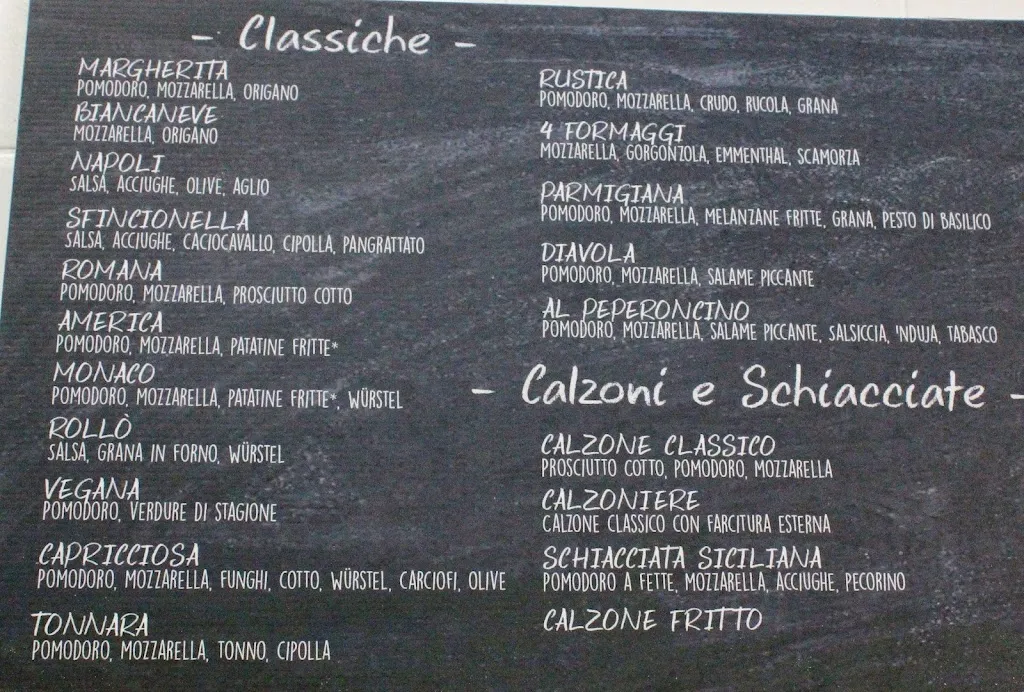 - Classiche -
MARGHERITA
POMODORO, MOZZARELLA, ORIGANO
BIANCANEVE
MOZZARELLA, ORIGANO
NAPOLI
SALSA, ACCIUGHE, OLIVE, AGLIO
SFINCIONELLA
SALSA, ACCIUGHE, CACIOCAVALLO, CIPOLLA, PANGRATTATO
ROMANA
POMODORO, MOZZARELLA, PROSCIUTTO COTTO
AMERICA
POMODORO, MOZZARELLA, PATATINE FRITTE*
MONACO
POMODORO, MOZZARELLA, PATATINE FRITTE*, WÜRSTEL
ROLLÒ
SALSA, GRANA IN FORNO, WÜRSTEL
VEGANA
POMODORO, VERDURE DI STAGIONE
CAPRICCIOSA
POMODORO, MOZZARELLA, FUNGHI, COTTO, WÜRSTEL, CARCIOFI, OLIVE
TONNARA
POMODORO, MOZZARELLA, TONNO, CIPOLLA
RUSTICA
POMODORO, MOZZARELLA, CRUDO, RUCOLA, GRANA
4 FORMAGGI
MOZZARELLA, GORGONZOLA, EMMENTHAL, SCAMORZA
PARMIGIANA
POMODORO, MOZZARELLA, MELANZANE FRITTE, GRANA, PESTO DI BASILICO
DIAVOLA
POMODORO, MOZZARELLA, SALAME PICCANTE
AL PEPERONCINO
POMODORO, MOZZARELLA, SALAME PICCANTE, SALSICCIA, 'NDUJA, TABASCO
- Calzoni e Schiacciate -
CALZONE CLASSICO
PROSCIUTTO COTTO, POMODORO, MOZZARELLA
CALZONIERE
CALZONE CLASSICO CON FARCITURA ESTERNA
SCHIACCIATA SICILIANA
POMODORO A FETTE, MOZZARELLA, ACCIUGHE, PECORINO
CALZONE FRITTO